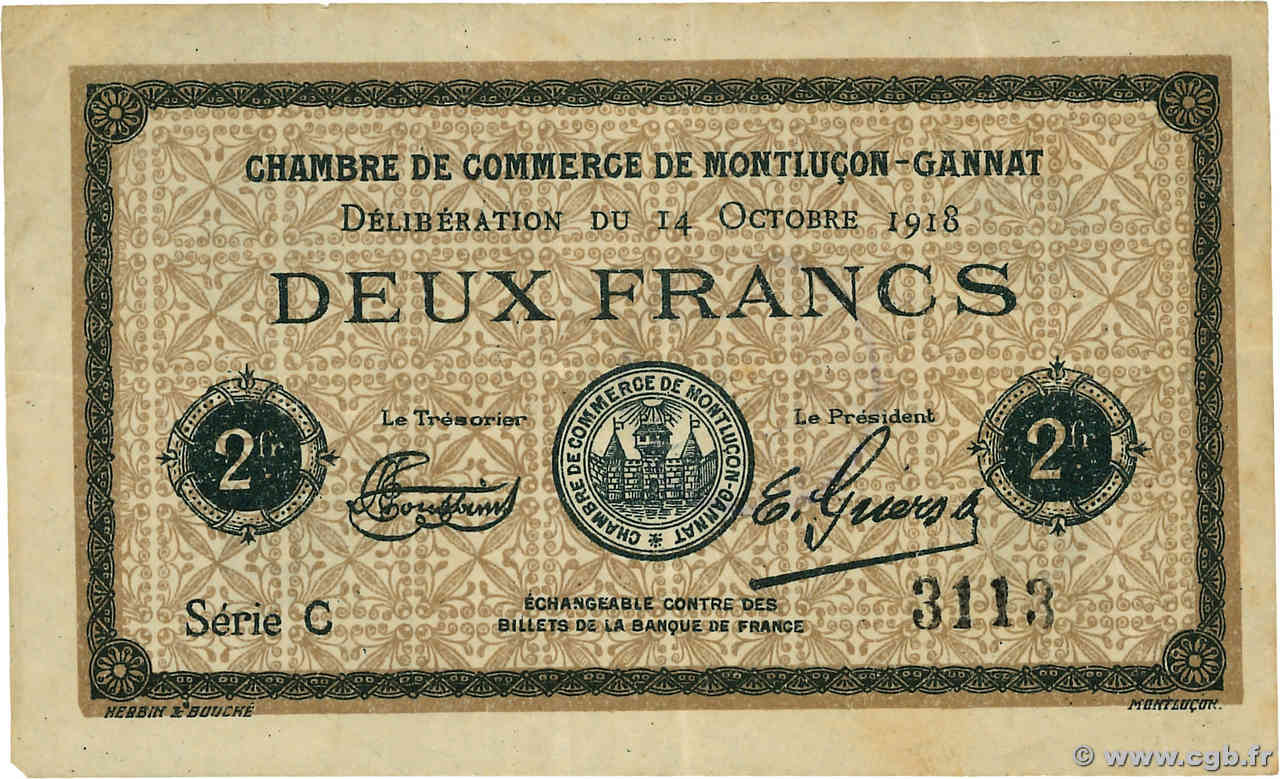 CHAMBRE DE COMMERCE DE MONTLUÇON-GANNAT
DÉLIBÉRATION DU 14 OCTOBRE 1918
DEUX FRANCS
2fr.
Le Trésorier
CHAMBRE DE COMMERCE DE MONTLUÇON-GANNAT *
Le Président
2fr.
E. Guers
Série C
ÉCHANGEABLE CONTRE DES
BILLETS DE LA BANQUE DE FRANCE
3113
HERBIN & BOUCHÉ
MONTLUÇON.
© www.cgb.fr